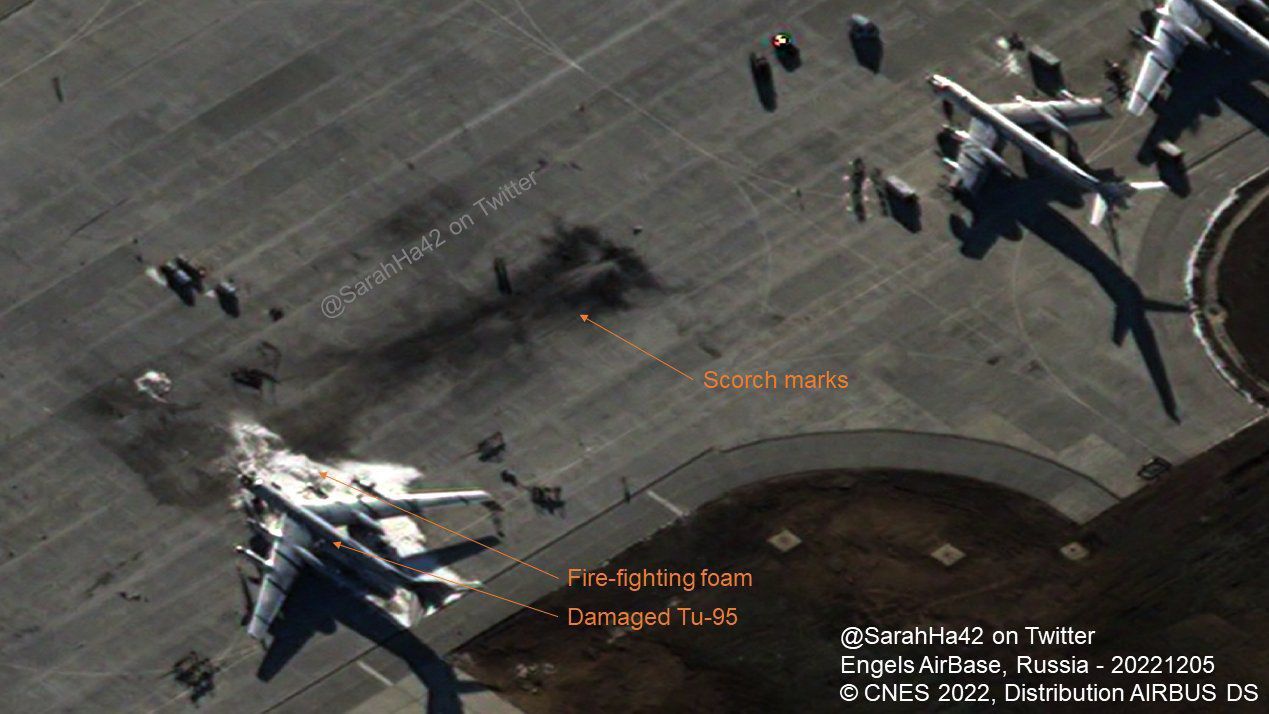 @SarahHa42 on Twitter
Scorch marks
Fire-fighting foam
Damaged Tu-95
@SarahHa42 on Twitter
Engels AirBase, Russia - 20221205
© CNES 2022, Distribution AIRBUS DS